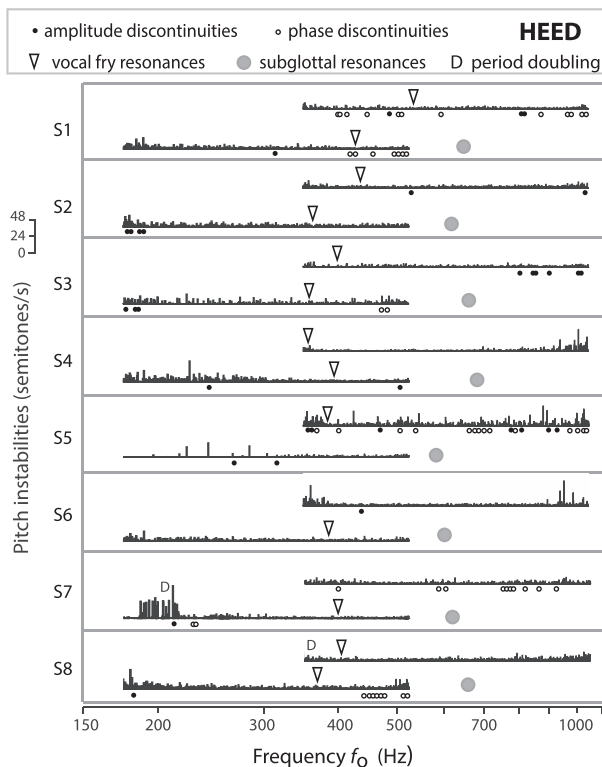 amplitude discontinuities phase discontinuities HEED
vocal fry resonances subglottal resonances D period doubling
S1
S2
48
24
0
S3
S4
S5
S6
S7 D
S8 D
Pitch instabilities (semitones/s)
150 200 300 400 500 700 1000
Frequency fo (Hz)